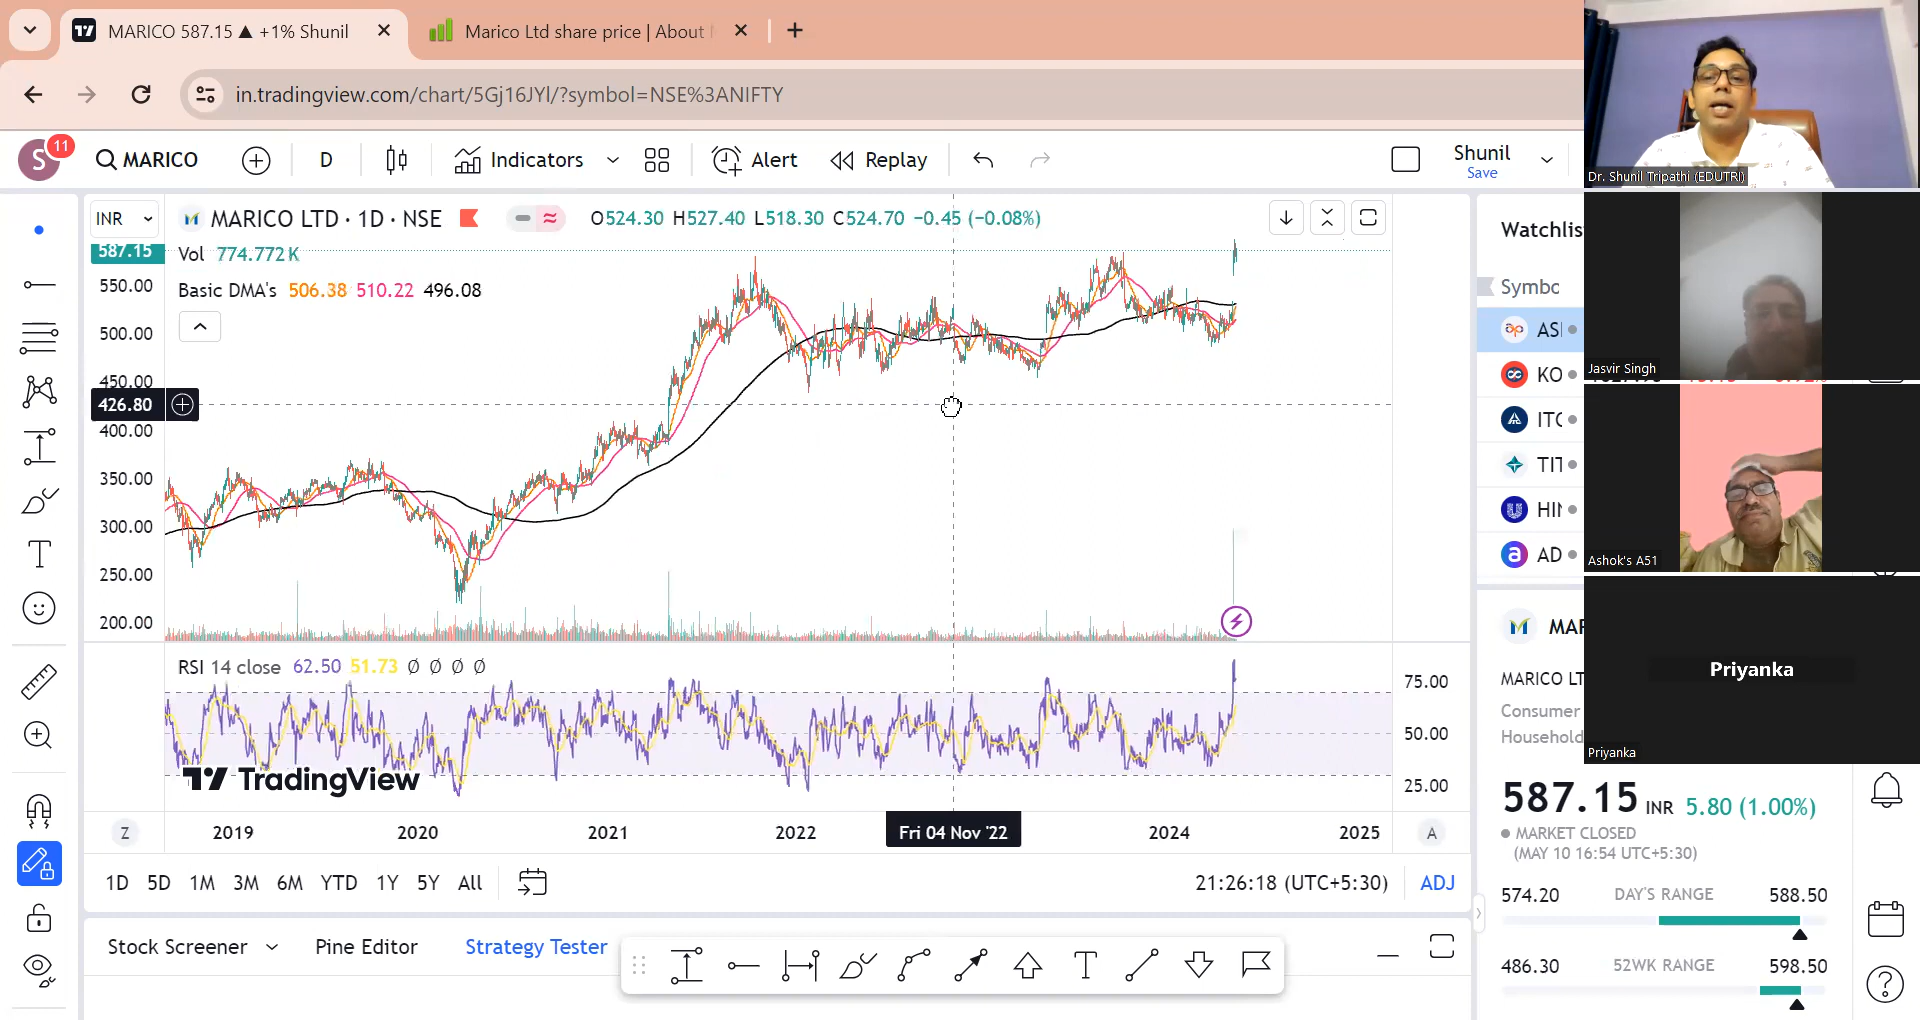 MARICO 587.15 ▲ +1% Shunil
Marico Ltd share price | About
in.tradingview.com/chart/5Gj16JYl/?symbol=NSE%3ANIFTY
S 11
MARICO
D
Indicators
Alert
Replay
Shunil
Save
INR
MARICO LTD · 1D · NSE
O524.30 H527.40 L518.30 C524.70 −0.45 (−0.08%)
587.15
Vol 774.772K
Basic DMA's 506.38 510.22 496.08
550.00
500.00
450.00
426.80
400.00
350.00
300.00
250.00
200.00
RSI 14 close 62.50 51.73 Ø Ø Ø Ø
75.00
50.00
25.00
TradingView
Z
2019 2020 2021 2022 Fri 04 Nov '22 2024 2025
A
1D 5D 1M 3M 6M YTD 1Y 5Y All
21:26:18 (UTC+5:30)
ADJ
Stock Screener
Pine Editor
Strategy Tester
Dr. Shunil Tripathi (EDUTRI)
Jasvir Singh
Ashok's A51
Priyanka
Priyanka
Watchlis
Symbo
ASI
KO
ITC
TIT
HIN
AD
MAR
MARICO LT
Consumer
Household
587.15 INR 5.80 (1.00%)
MARKET CLOSED
(MAY 10 16:54 UTC+5:30)
574.20 DAY'S RANGE 588.50
486.30 52WK RANGE 598.50